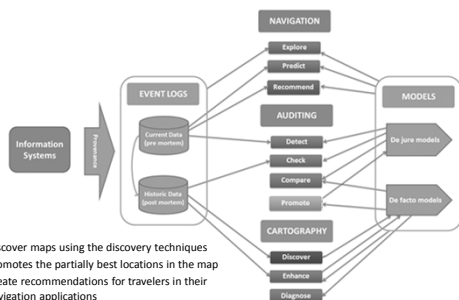 NAVIGATION
Explore
Predict
Recommend
EVENT LOGS
MODELS
AUDITING
Information
Systems
Provenance
Current Data
(pre mortem)
Detect
Check
Compare
Promote
De jure models
Historic Data
(post mortem)
De facto models
CARTOGRAPHY
Discover
Enhance
Diagnose
scover maps using the discovery techniques
omotes the partially best locations in the map
eate recommendations for travelers in their
vigation applications